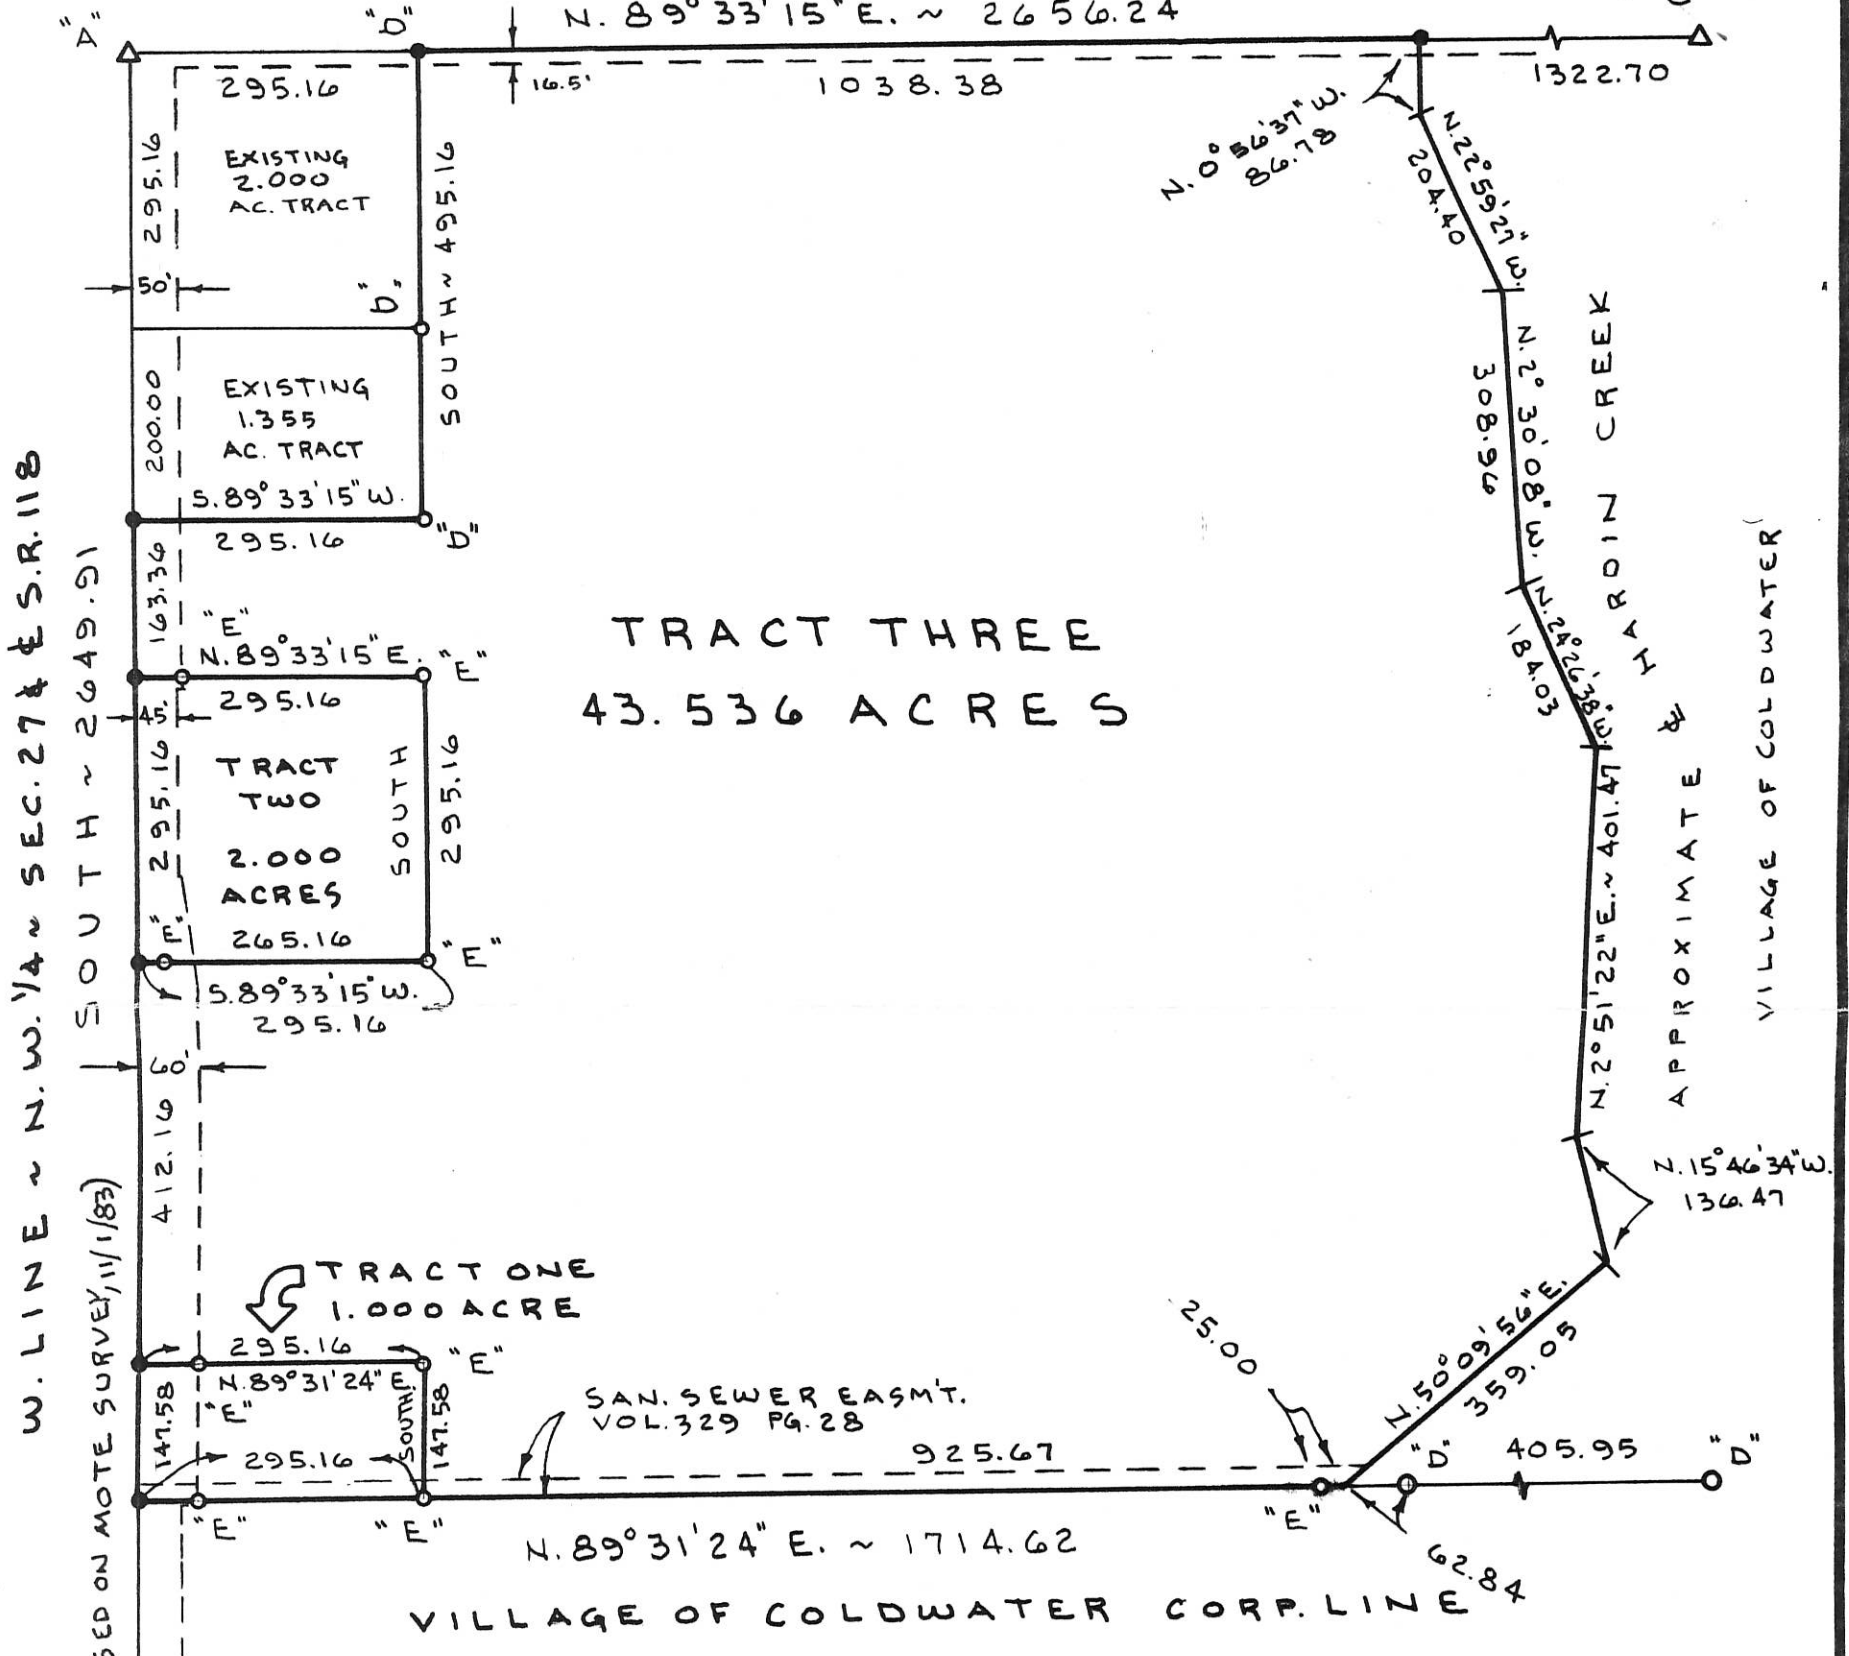 "A"
"D"
N. 89° 33' 15" E. ~ 2656.24
295.16
16.5'
1038.38
1322.70
N. 0° 56' 37" W.
86.78
N. 22° 59' 27" W.
204.40
295.16
EXISTING
2.000
AC. TRACT
SOUTH ~ 495.16
50'
"D"
200.00
EXISTING
1.355
AC. TRACT
S. 89° 33' 15" W.
295.16
"D"
N. 2° 30' 08" W.
308.96
APPROXIMATE ℄ HAROIN CREEK
VILLAGE OF COLDWATER
W. LINE ~ N.W. 1/4 ~ SEC. 27 & ℄ S.R. 118
SOUTH ~ 2649.91
SED ON MOTE SURVEY, 11/1/83)
163.36
"E"
N. 89° 33' 15" E.
"E"
295.16
TRACT THREE
43.536 ACRES
N. 24° 26' 38" W.
184.03
45'
295.16
TRACT
TWO
2.000
ACRES
SOUTH
295.16
"E"
265.16
"E"
S. 89° 33' 15" W.
295.16
N. 2° 51' 22" E. ~ 401.47
60'
412.16
N. 15° 46' 34" W.
136.47
TRACT ONE
1.000 ACRE
295.16
"E"
N. 89° 31' 24" E.
"E"
147.58
SOUTH
147.58
295.16
SAN. SEWER EASM'T.
VOL. 329 PG. 28
925.67
25.00
N. 50° 09' 56" E.
359.05
"D"
405.95
"D"
"E"
"E"
"E"
62.84
N. 89° 31' 24" E. ~ 1714.62
VILLAGE OF COLDWATER CORP. LINE